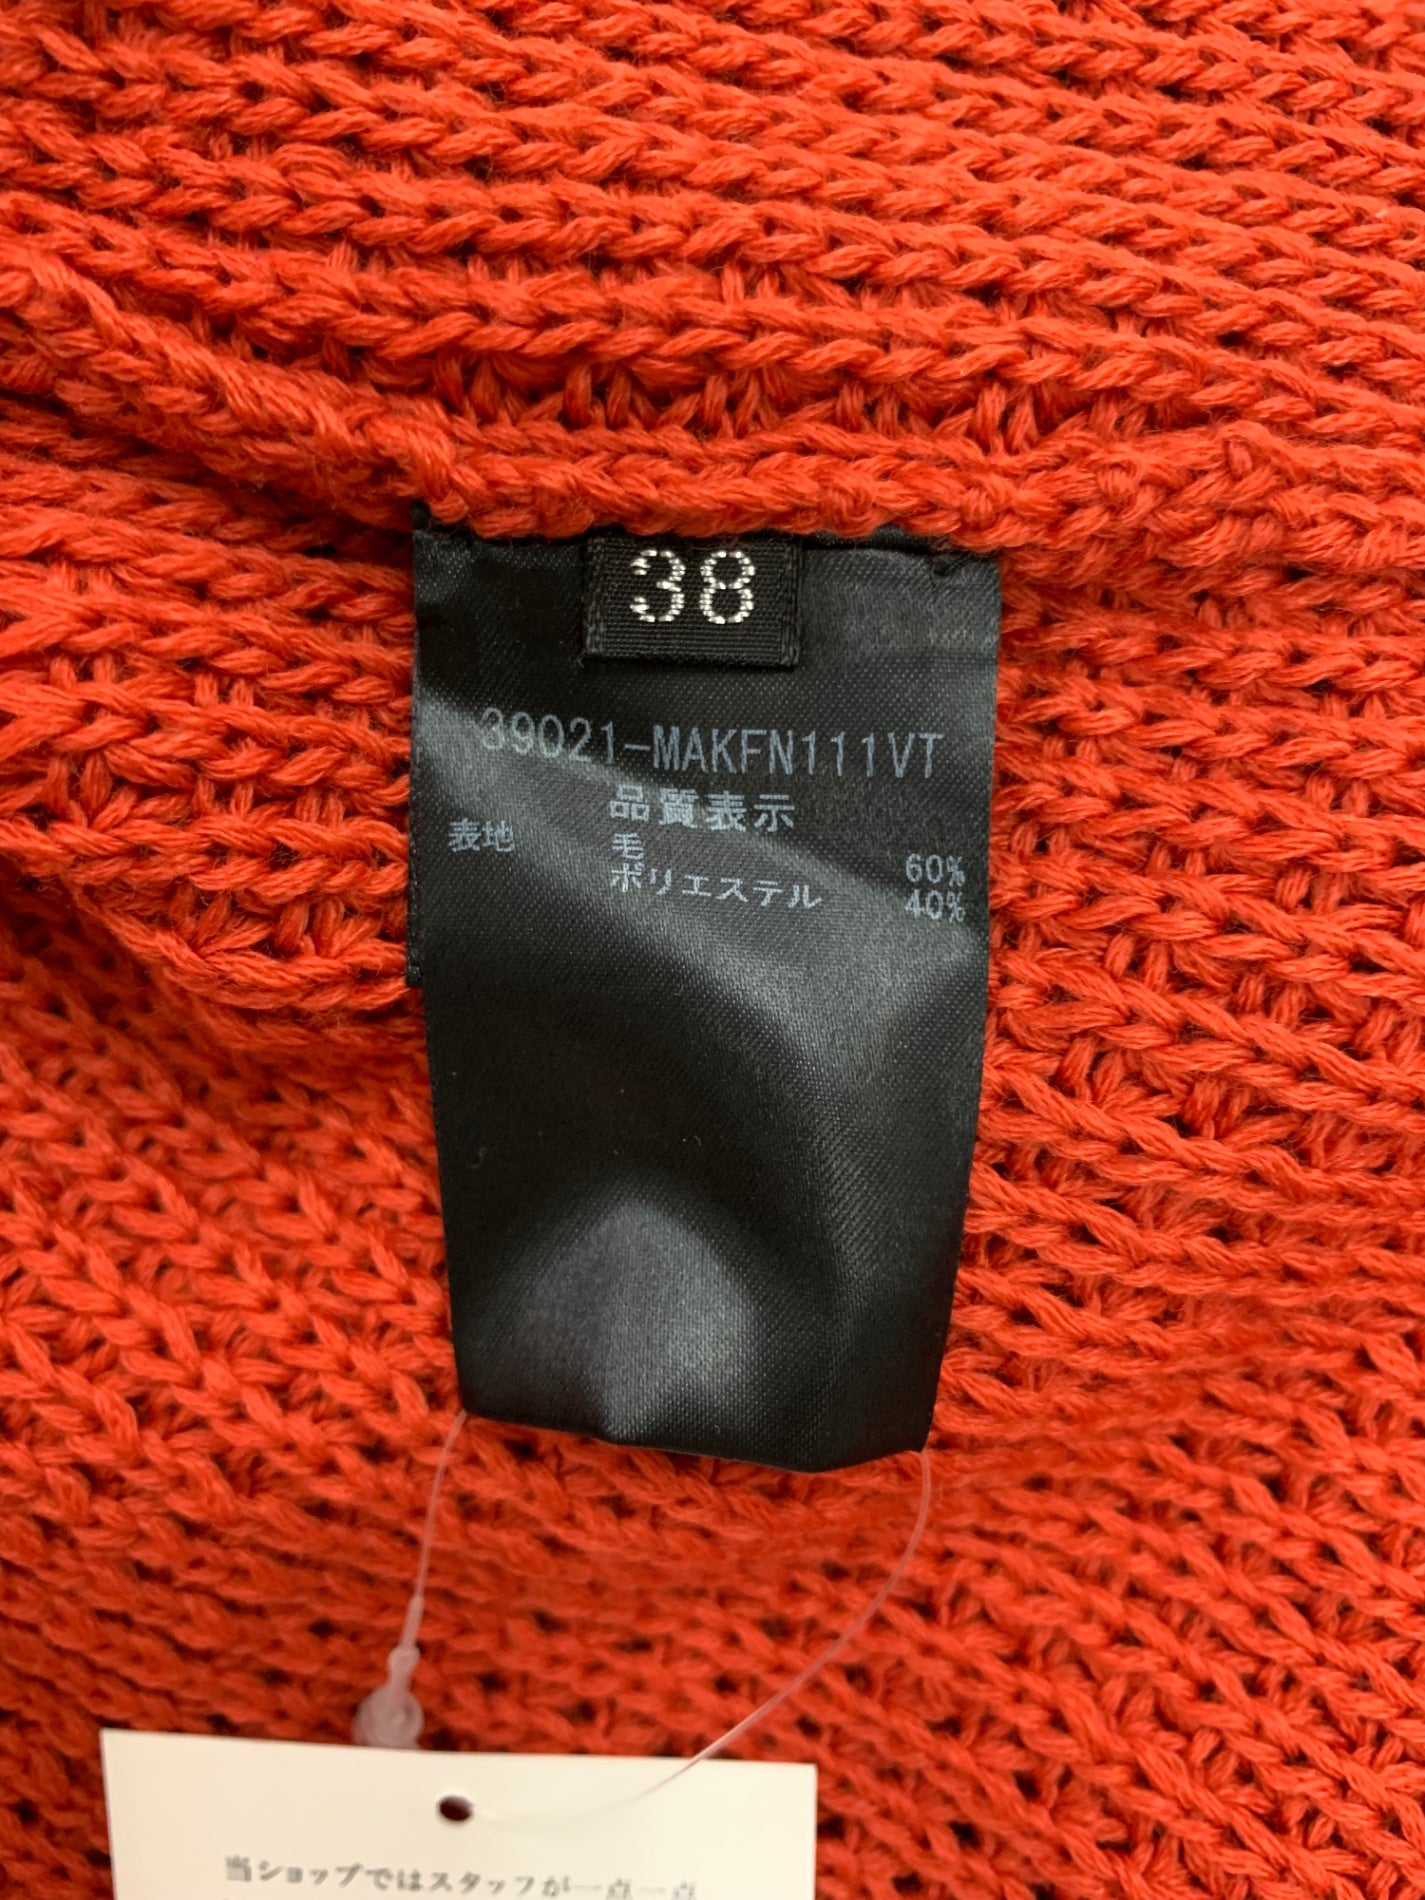 38
39021-MAKFN111VT
品質表示
表地 毛 60%
ポリエステル 40%
当ショップではスタッフが一点一点